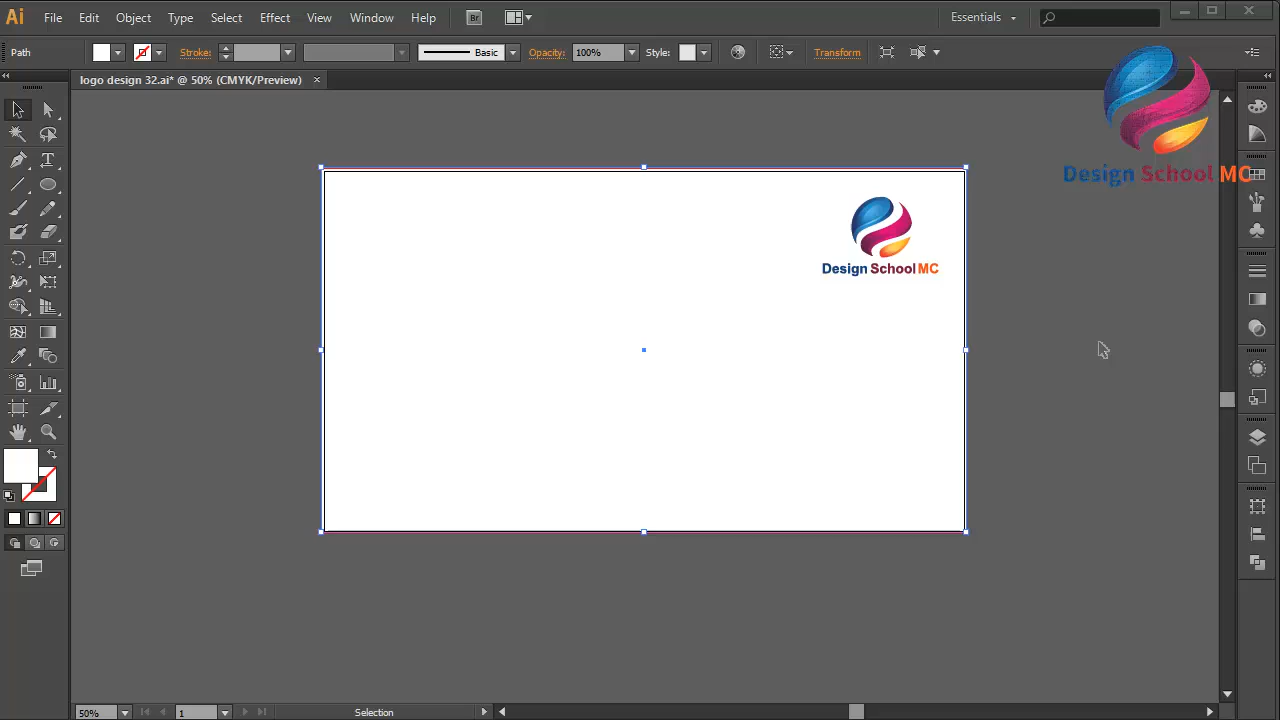 Ai File Edit Object Type Select Effect View Window Help Br Essentials
Path Stroke: Basic Opacity: 100% Style: Transform
logo design 32.ai* @ 50% (CMYK/Preview)
Design School MC
Design School MC
50% 1 Selection